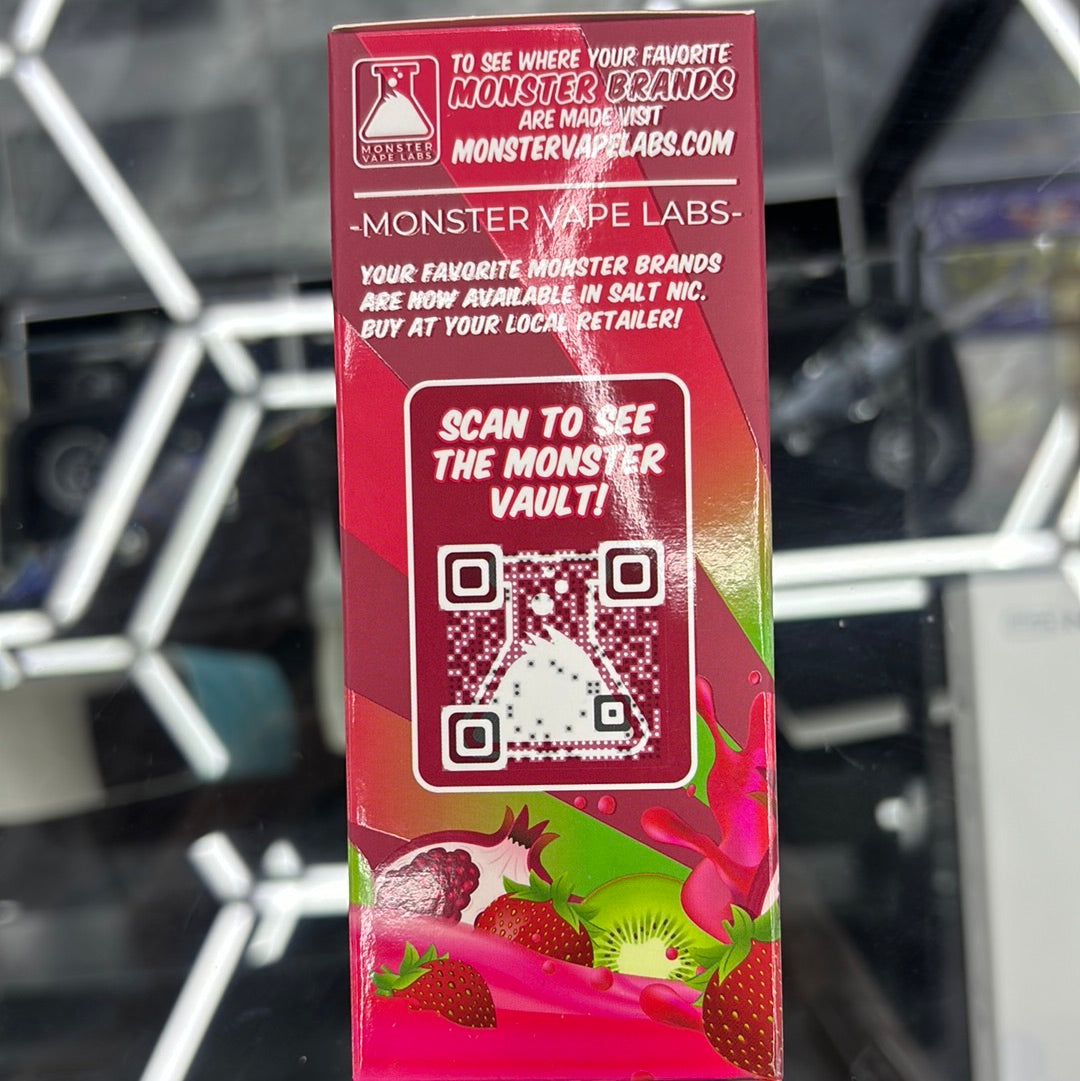 MONSTER
VAPE LABS
TO SEE WHERE YOUR FAVORITE
MONSTER BRANDS
ARE MADE VISIT
MONSTERVAPELABS.COM
-MONSTER VAPE LABS-
YOUR FAVORITE MONSTER BRANDS
ARE NOW AVAILABLE IN SALT NIC.
BUY AT YOUR LOCAL RETAILER!
SCAN TO SEE
THE MONSTER
VAULT!